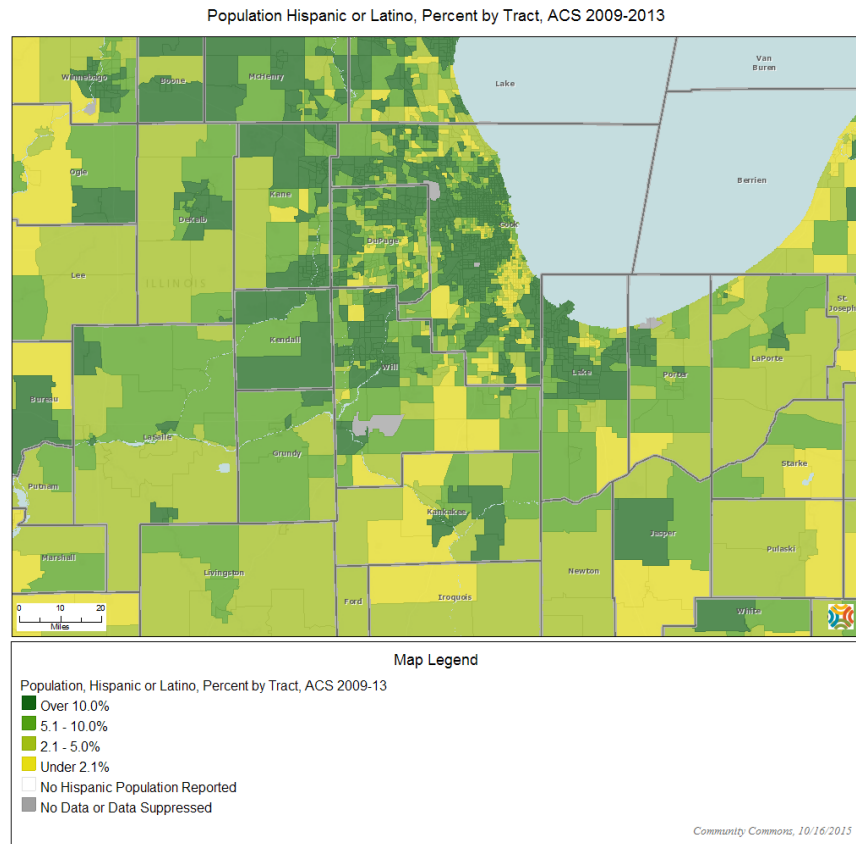 Population Hispanic or Latino, Percent by Tract, ACS 2009-2013
Winnebago
Boone
McHenry
Lake
Van
Buren
Ogle
DeKalb
Kane
DuPage
Cook
Berrien
Lee
ILLINOIS
Kendall
Will
Lake
Porter
LaPorte
St.
Joseph
Bureau
LaSalle
Grundy
Putnam
Starke
Kankakee
Jasper
Marshall
Livingston
Newton
Pulaski
Ford
Iroquois
White
0 10 20
Miles
Map Legend
Population, Hispanic or Latino, Percent by Tract, ACS 2009-13
Over 10.0%
5.1 - 10.0%
2.1 - 5.0%
Under 2.1%
No Hispanic Population Reported
No Data or Data Suppressed
Community Commons, 10/16/2015